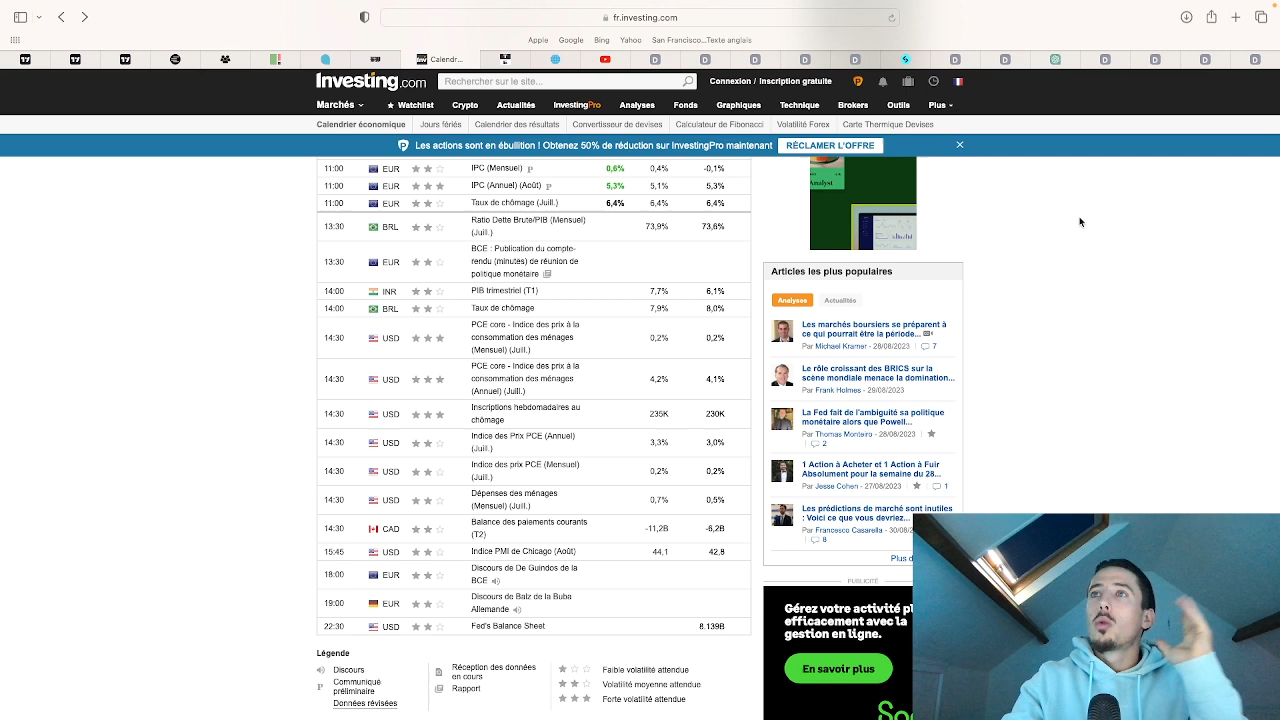 fr.investing.com
Apple Google Bing Yahoo San Francisco...Texte anglais
Calendr...
Investing.com
Rechercher sur le site...
Connexion / Inscription gratuite
Marchés Watchlist Crypto Actualités InvestingPro Analyses Fonds Graphiques Technique Brokers Outils Plus
Calendrier économique Jours fériés Calendrier des résultats Convertisseur de devises Calculateur de Fibonacci Volatilité Forex Carte Thermique Devises
Les actions sont en ébullition ! Obtenez 50% de réduction sur InvestingPro maintenant RÉCLAMER L'OFFRE
11:00 EUR IPC (Mensuel) P 0,6% 0,4% -0,1%
11:00 EUR IPC (Annuel) (Août) P 5,3% 5,1% 5,3%
11:00 EUR Taux de chômage (Juill.) 6,4% 6,4% 6,4%
13:30 BRL Ratio Dette Brute/PIB (Mensuel)
(Juill.) 73,9% 73,6%
13:30 EUR BCE : Publication du compte-
rendu (minutes) de réunion de
politique monétaire
14:00 INR PIB trimestriel (T1) 7,7% 6,1%
14:00 BRL Taux de chômage 7,9% 8,0%
14:30 USD PCE core - Indice des prix à la
consommation des ménages
(Mensuel) (Juill.) 0,2% 0,2%
14:30 USD PCE core - Indice des prix à la
consommation des ménages
(Annuel) (Juill.) 4,2% 4,1%
14:30 USD Inscriptions hebdomadaires au
chômage 235K 230K
14:30 USD Indice des Prix PCE (Annuel)
(Juill.) 3,3% 3,0%
14:30 USD Indice des prix PCE (Mensuel)
(Juill.) 0,2% 0,2%
14:30 USD Dépenses des ménages
(Mensuel) (Juill.) 0,7% 0,5%
14:30 CAD Balance des paiements courants
(T2) -11,2B -6,2B
15:45 USD Indice PMI de Chicago (Août) 44,1 42,8
18:00 EUR Discours de De Guindos de la
BCE
19:00 EUR Discours de Balz de la Buba
Allemande
22:30 USD Fed's Balance Sheet 8,139B
Légende
Discours
P Communiqué
préliminaire
Données révisées
Réception des données
en cours
Rapport
Faible volatilité attendue
Volatilité moyenne attendue
Forte volatilité attendue
Analyst
Articles les plus populaires
Analyses Actualités
Les marchés boursiers se préparent à
ce qui pourrait être la période...
Par Michael Kramer - 28/08/2023 7
Le rôle croissant des BRICS sur la
scène mondiale menace la domination...
Par Frank Holmes - 29/08/2023
La Fed fait de l'ambiguïté sa politique
monétaire alors que Powell...
Par Thomas Monteiro - 28/08/2023
2
1 Action à Acheter et 1 Action à Fuir
Absolument pour la semaine du 28...
Par Jesse Cohen - 27/08/2023 1
Les prédictions de marché sont inutiles
: Voici ce que vous devriez...
Par Francesco Casarella - 30/08/2
8
Plus d
PUBLICITÉ
Gérez votre activité pl
efficacement avec la
gestion en ligne.
En savoir plus